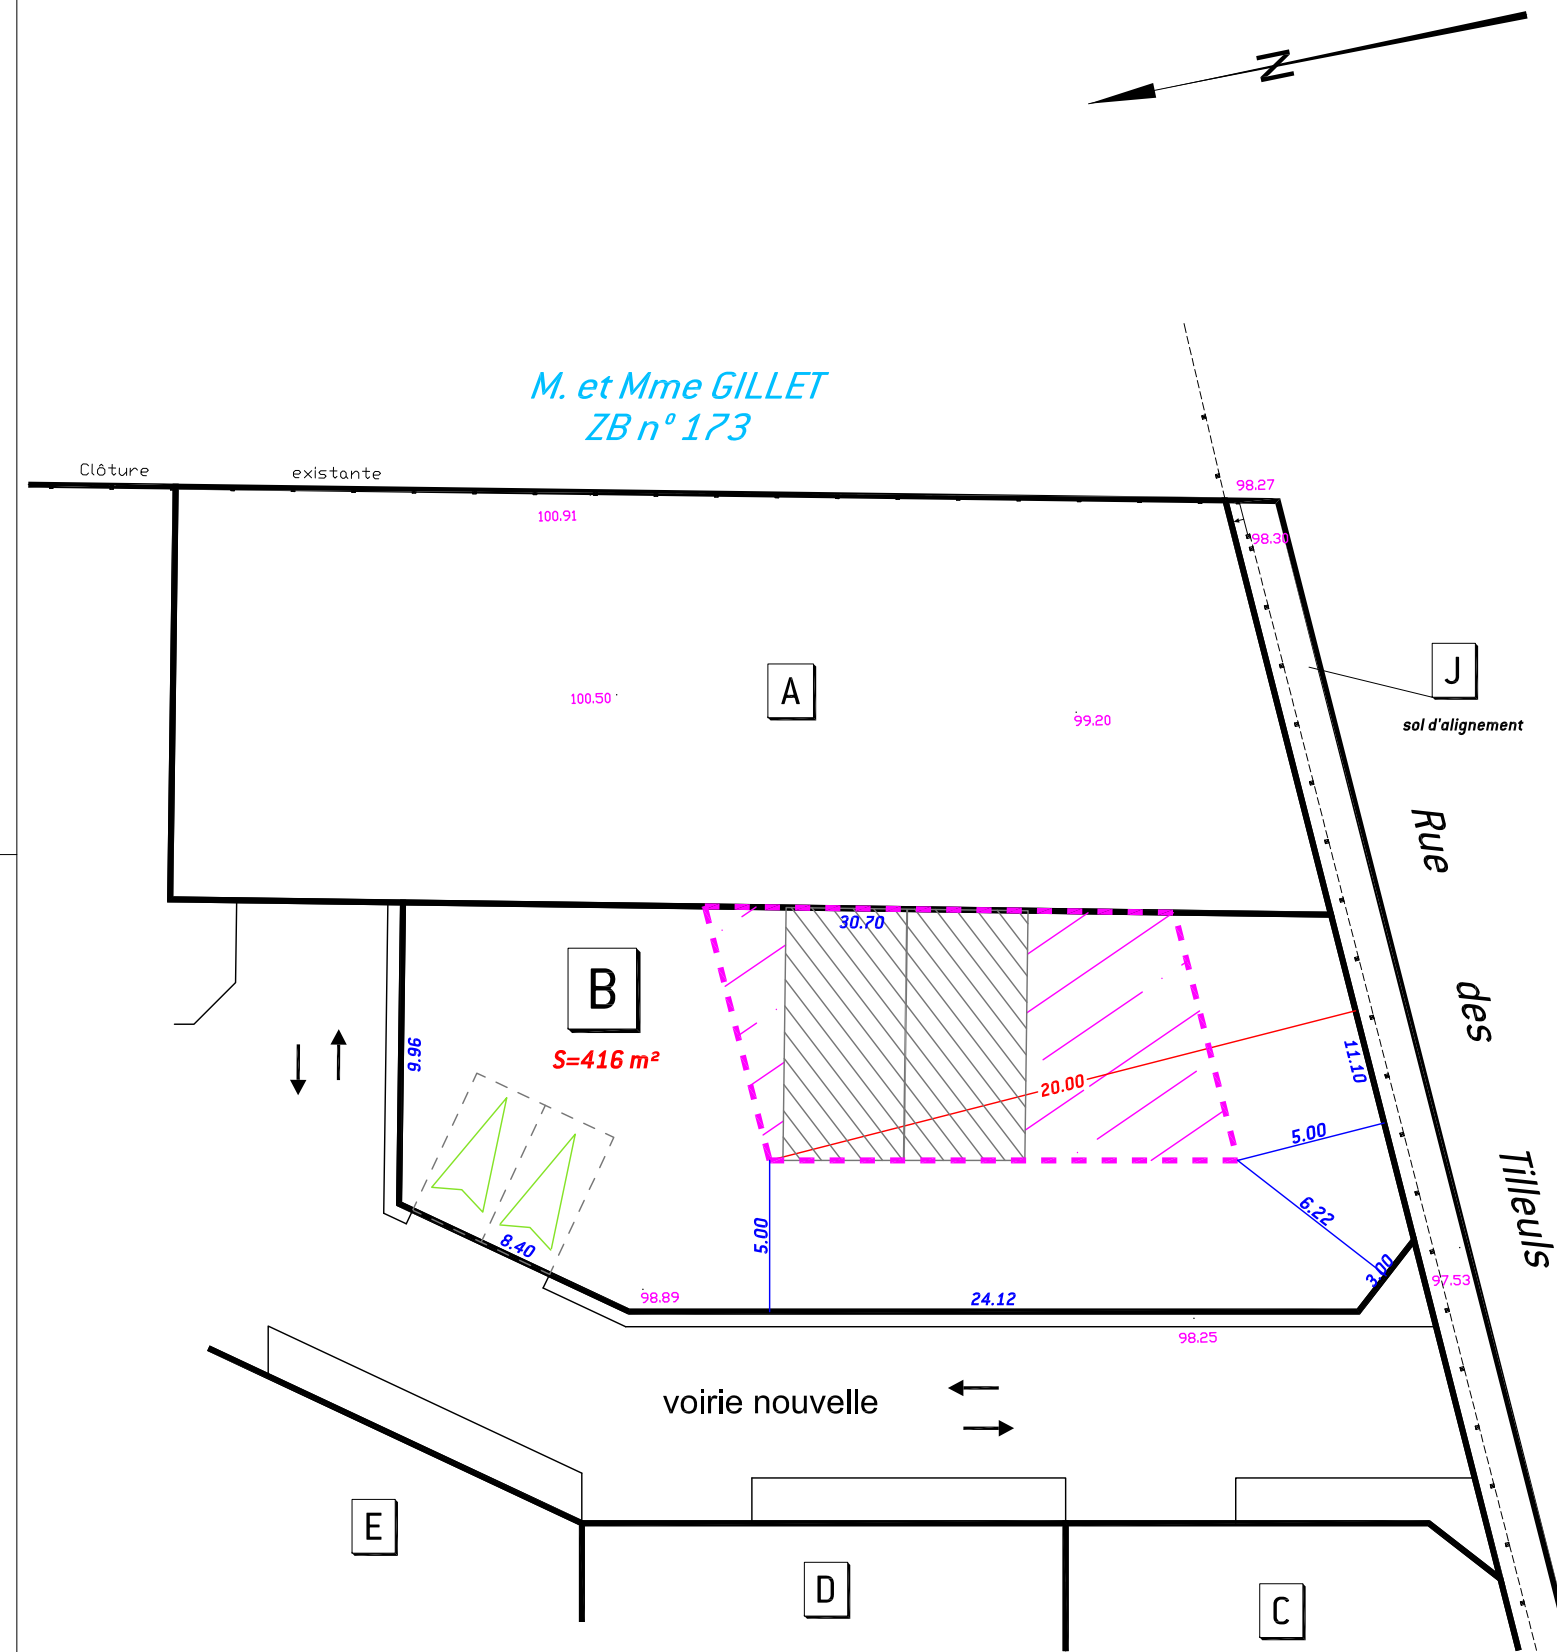 N
M. et Mme GILLET
ZB n° 173
Clôture existante
98.27
100.91
98.30
J
A
100.50
99.20
sol d'alignement
Rue
des
Tilleuls
30.70
B
S=416 m²
9.96
11.10
20.00
5.00
6.22
5.00
8.40
3.00
97.53
98.89
24.12
98.25
voirie nouvelle
E
D
C